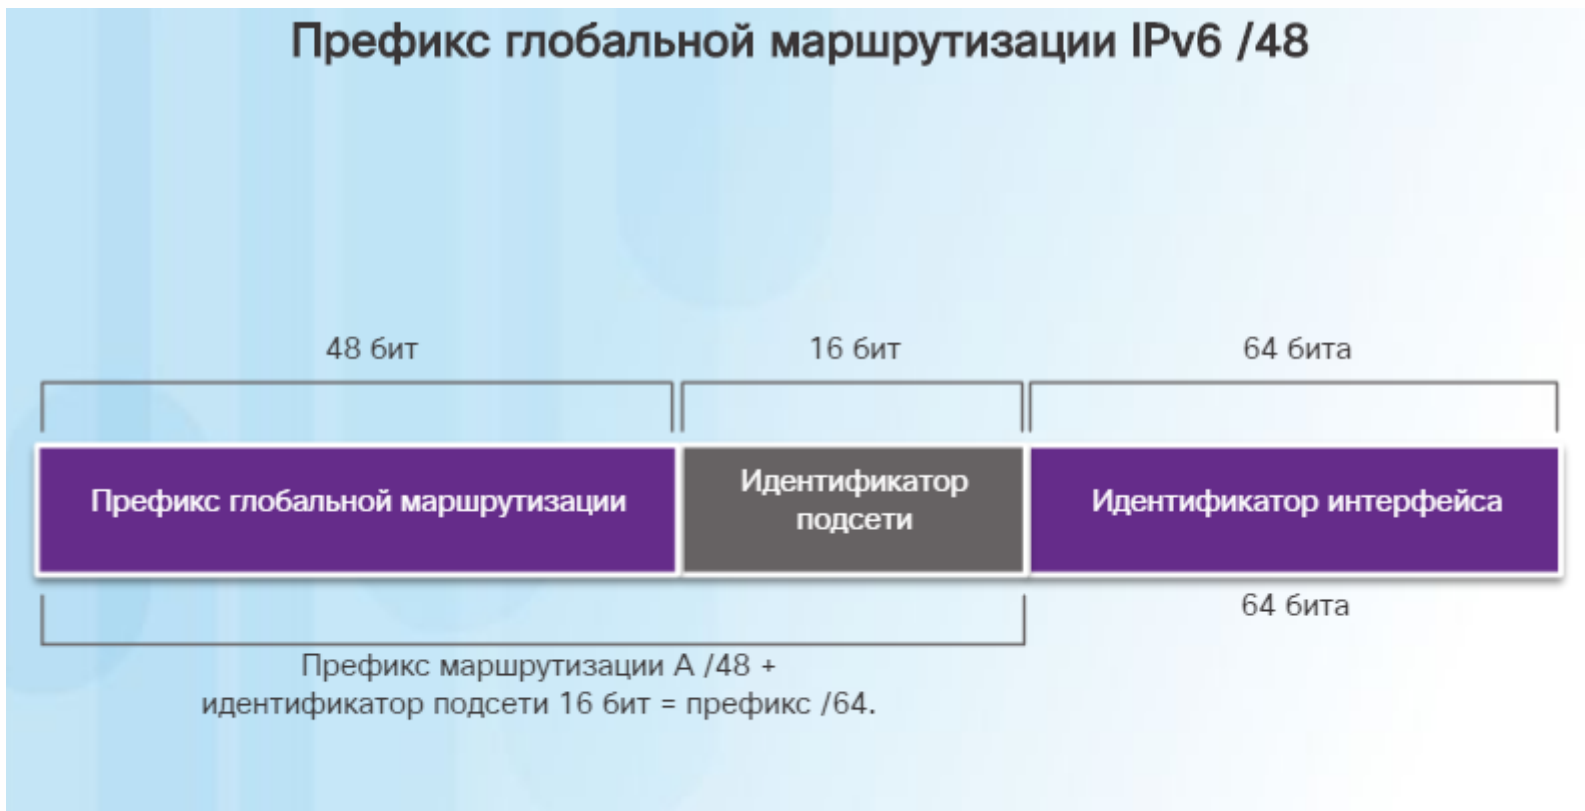 Префикс глобальной маршрутизации IPv6 /48
48 бит
16 бит
64 бита
Префикс глобальной маршрутизации
Идентификатор
подсети
Идентификатор интерфейса
64 бита
Префикс маршрутизации А /48 +
идентификатор подсети 16 бит = префикс /64.